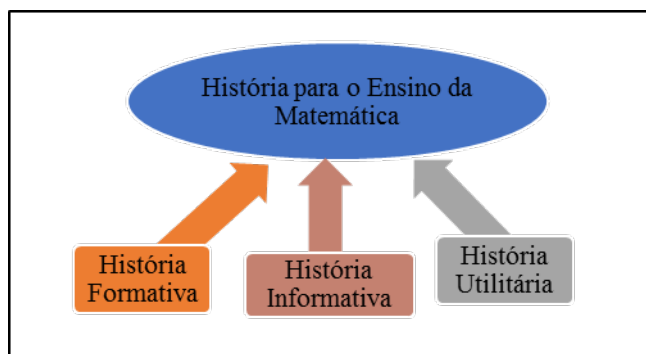 História para o Ensino da
Matemática
História
Formativa
História
Informativa
História
Utilitária